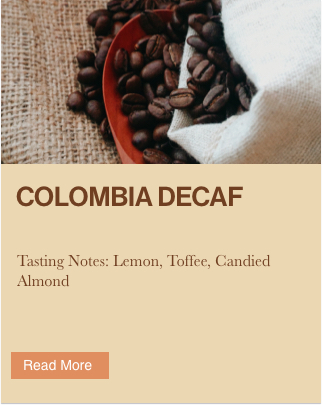 COLOMBIA DECAF
Tasting Notes: Lemon, Toffee, Candied
Almond
Read More